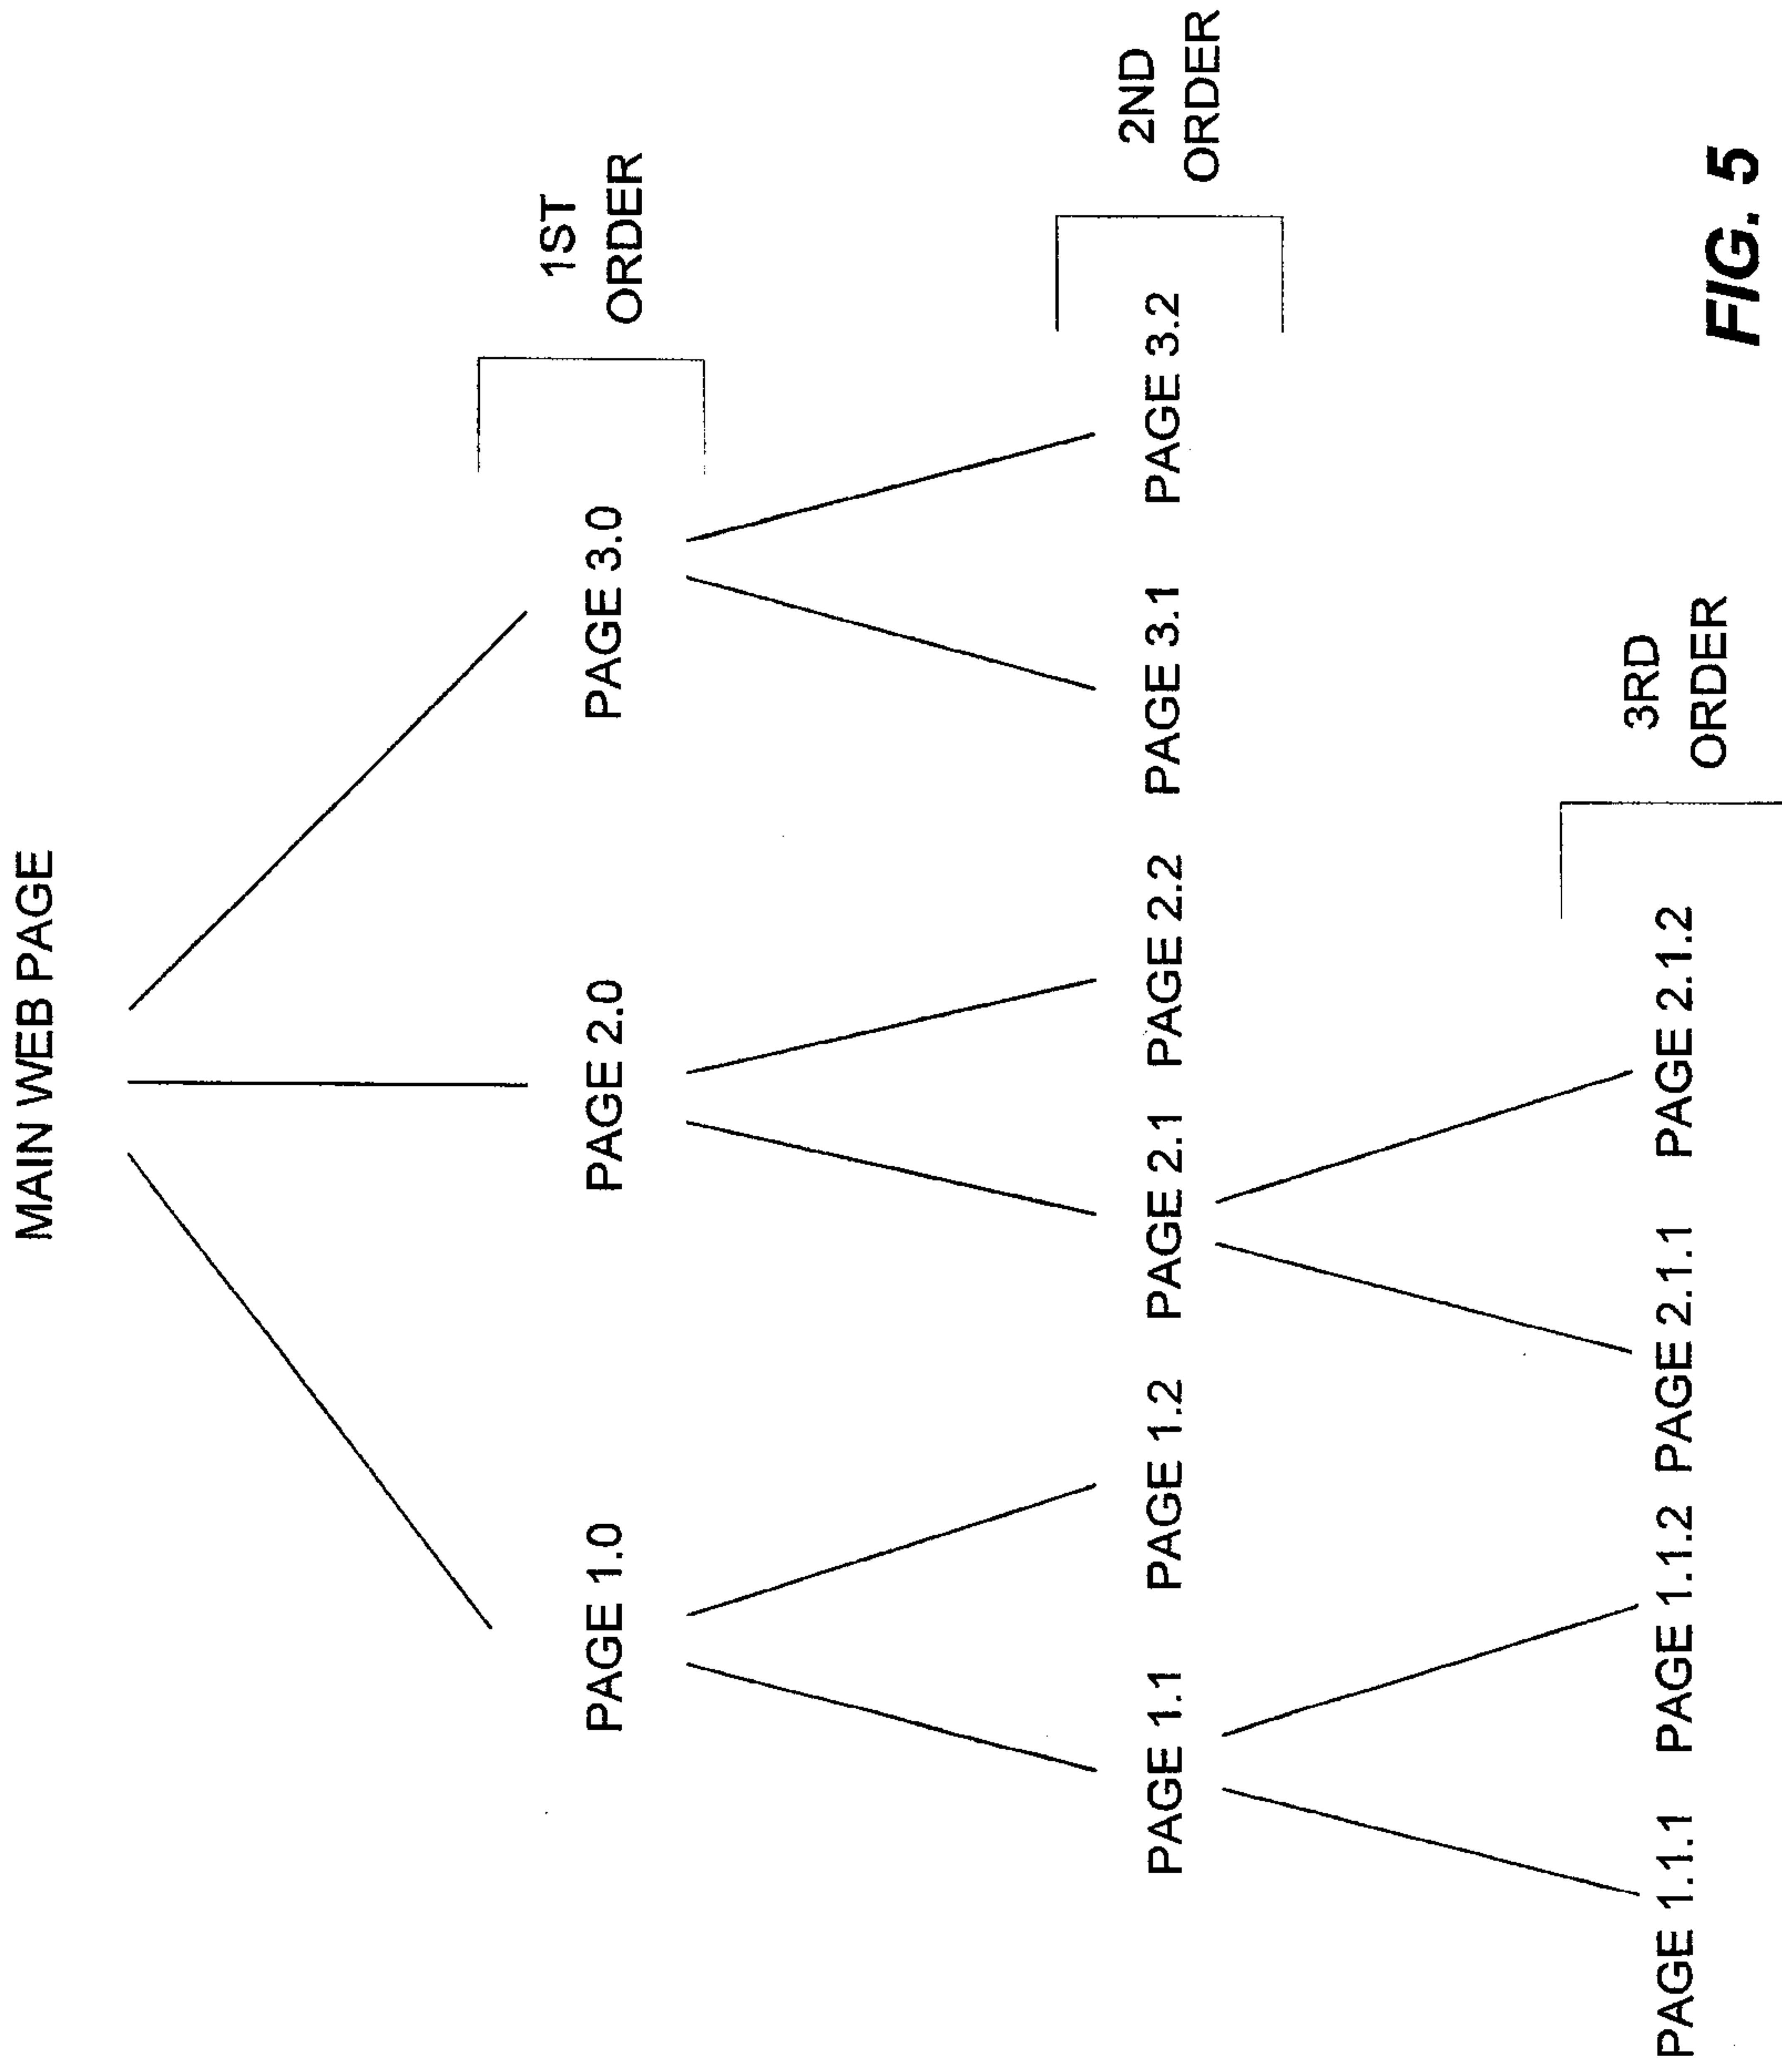 MAIN WEB PAGE
PAGE 1.0 PAGE 2.0 PAGE 3.0
1ST
ORDER
PAGE 1.1 PAGE 1.2 PAGE 2.1 PAGE 2.2 PAGE 3.1 PAGE 3.2
2ND
ORDER
PAGE 1.1.1 PAGE 1.1.2 PAGE 2.1.1 PAGE 2.1.2
3RD
ORDER
FIG. 5